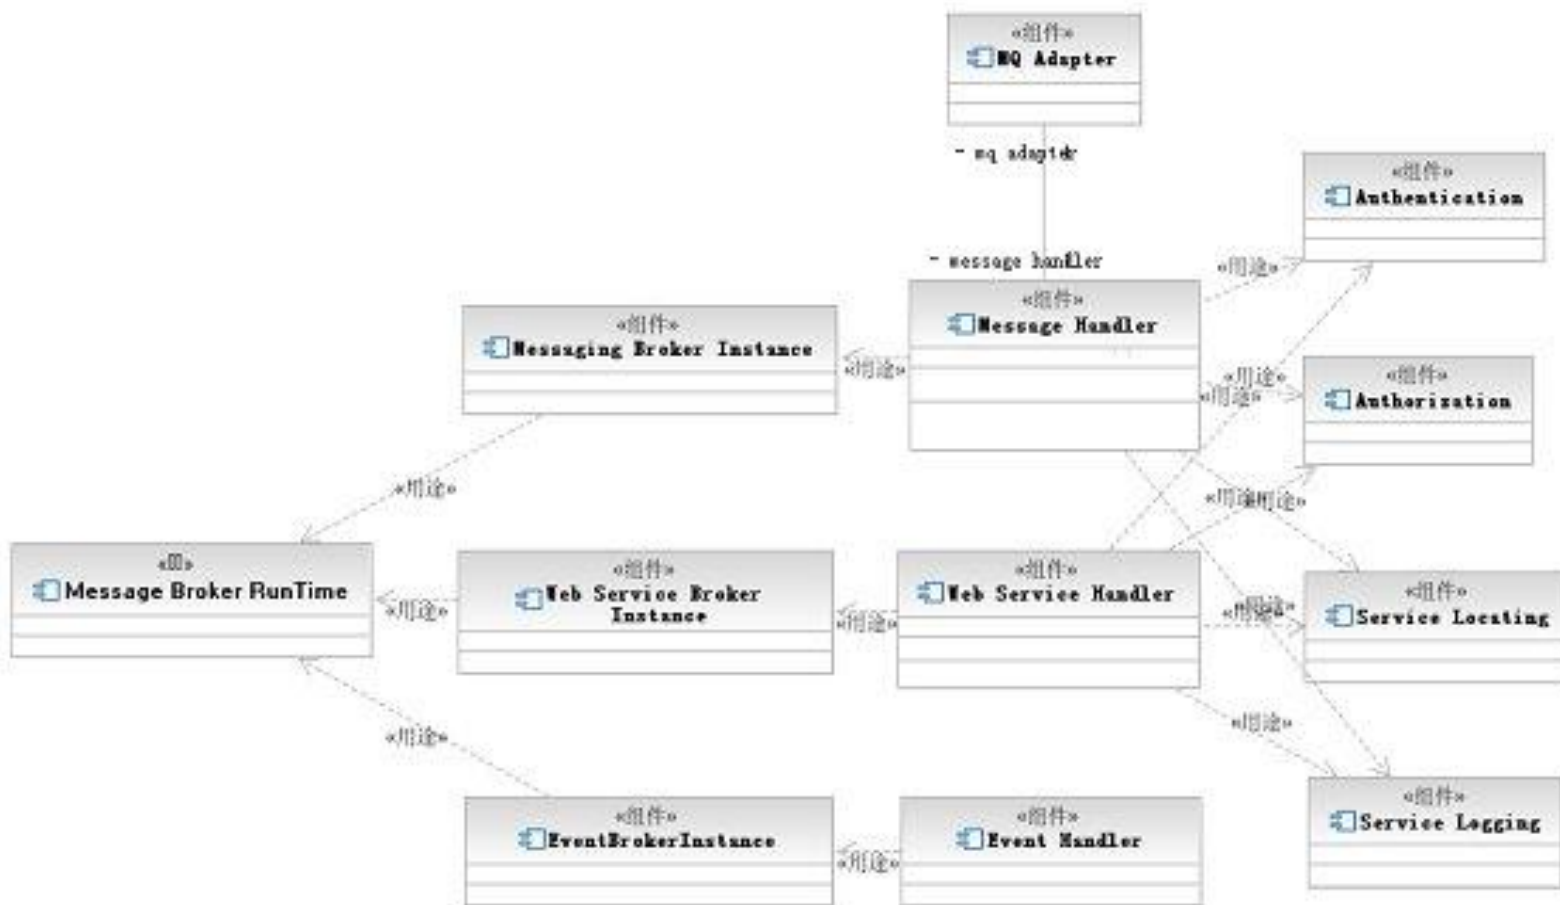 «组件»
MQ Adapter
- mq adapter
«组件»
Authentication
- message handler
«用途»
«组件»
Message Handler
«组件»
Messaging Broker Instance
«用途»
«用途»
«用途»
«组件»
Authorization
«用途»
«用途»
«用途»
Message Broker RunTime
«用途»
«组件»
Web Service Broker
Instance
«用途»
«组件»
Web Service Handler
«用途»
«组件»
Service Locating
«用途»
«用途»
«组件»
EventBrokerInstance
«用途»
«组件»
Event Handler
«组件»
Service Logging